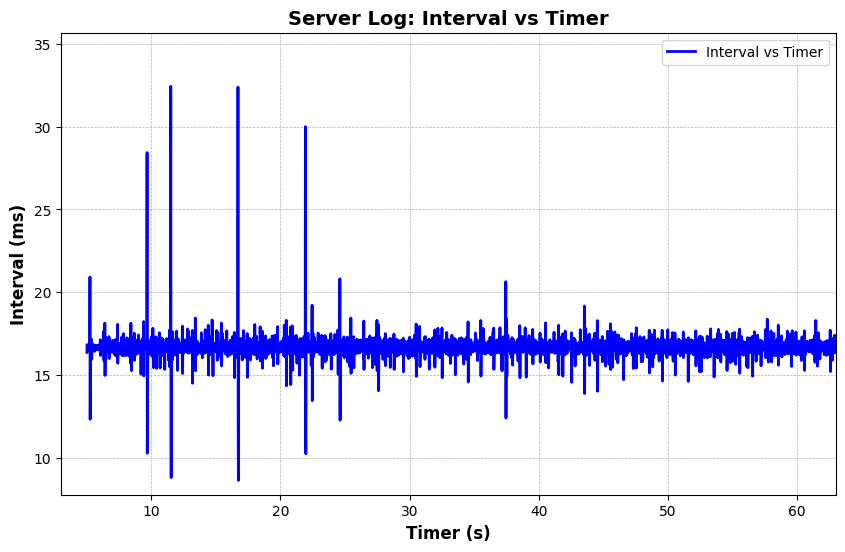 Server Log: Interval vs Timer
Interval vs Timer
35
30
25
20
15
10
Interval (ms)
10 20 30 40 50 60
Timer (s)